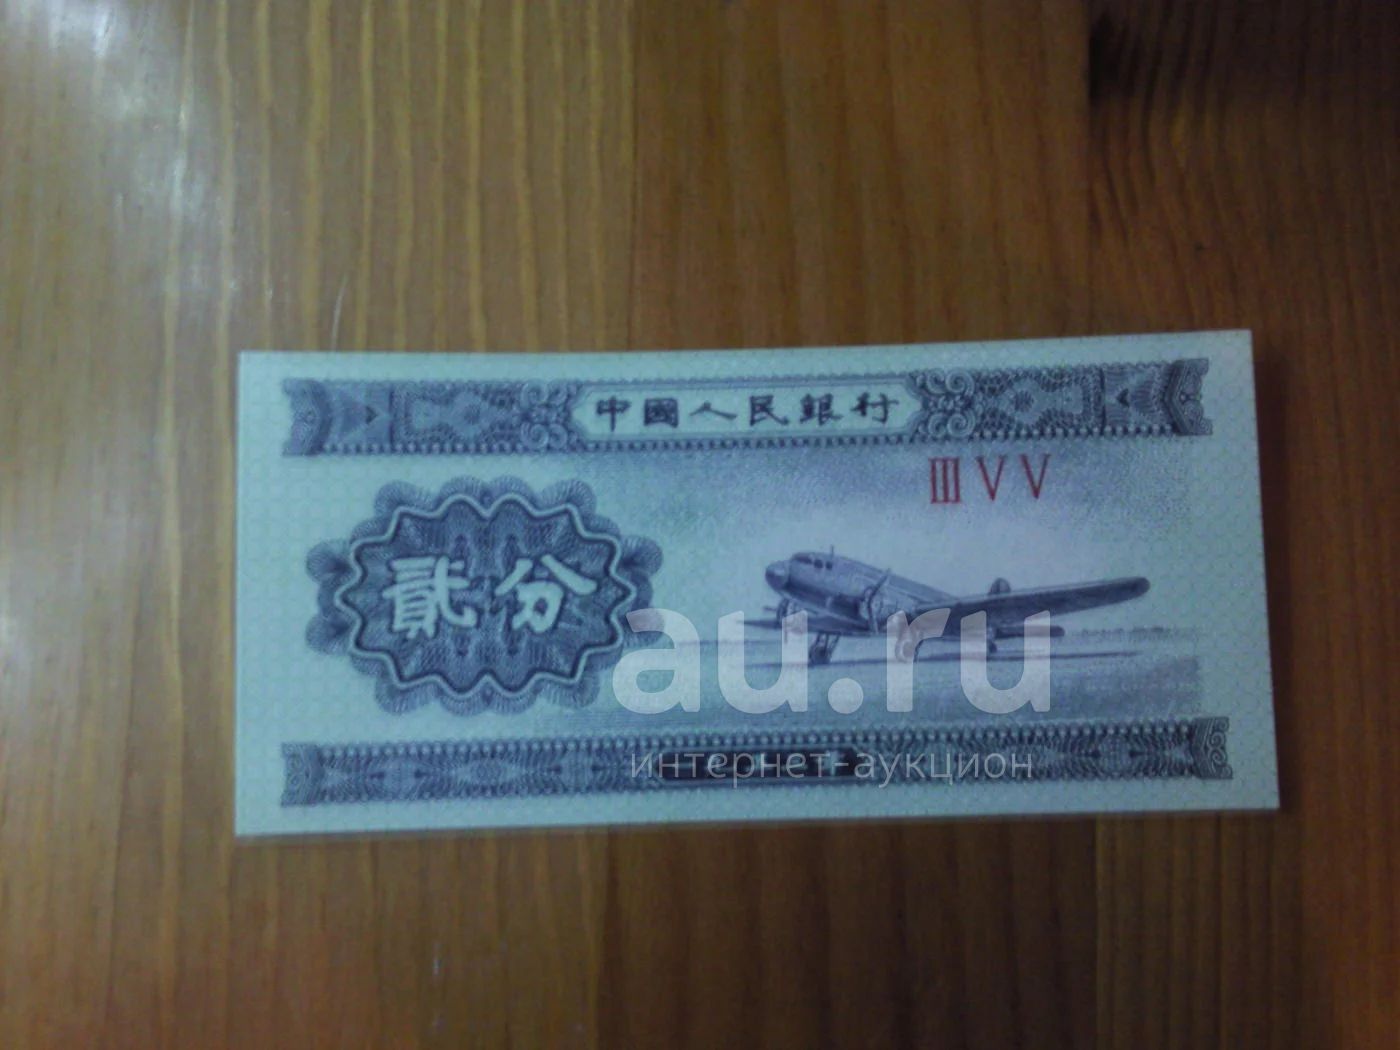 中國人民銀行
III V V
貳分
au.ru
интернет-аукцион